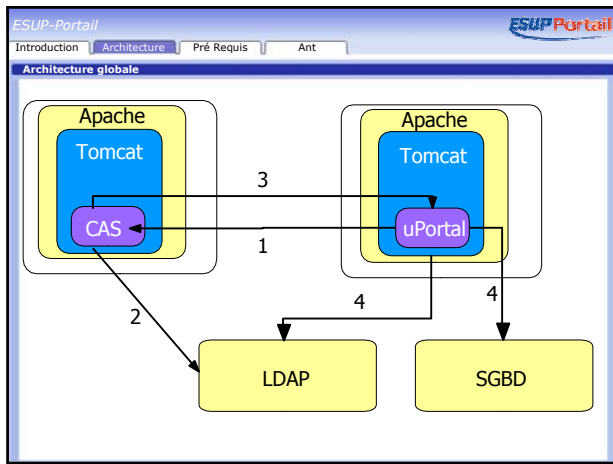 ESUP-Portail
ESUP Portail
Introduction
Architecture
Pré Requis
Ant
Architecture globale
Apache
Apache
Tomcat
Tomcat
3
CAS
uPortal
1
4
4
2
LDAP
SGBD